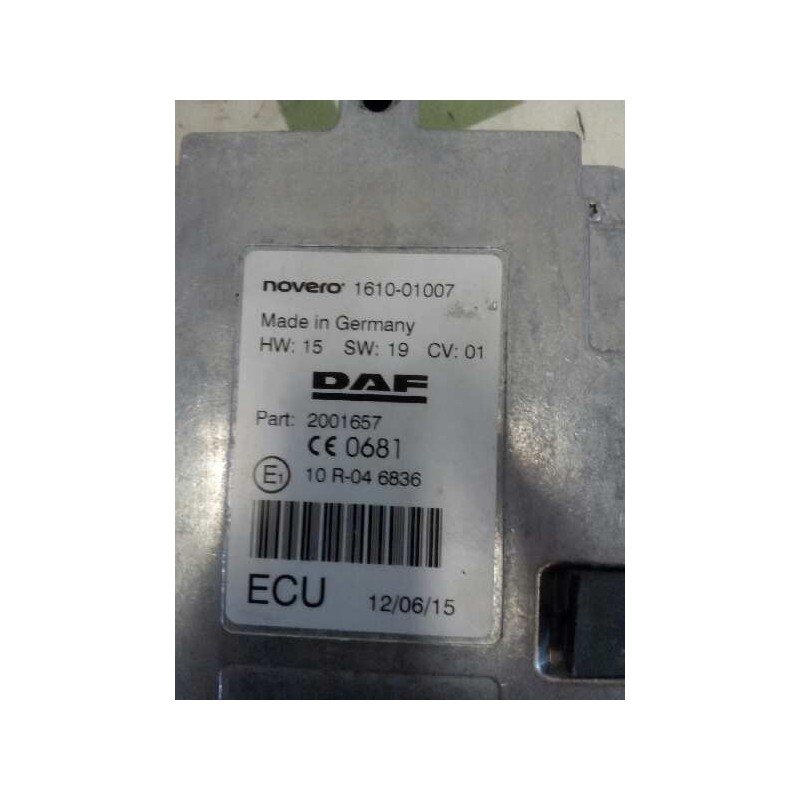 novero 1610-01007
Made in Germany
HW: 15 SW: 19 CV: 01
DAF
Part: 2001657
CE 0681
E1 10 R-04 6836
ECU 12/06/15